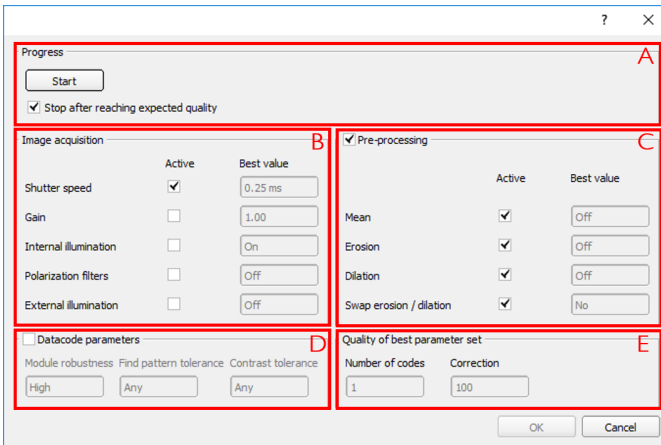 ?
Progress
A
Start
Stop after reaching expected quality
Image acquisition
B
Active Best value
Shutter speed 0.25 ms
Gain 1.00
Internal illumination On
Polarization filters Off
External illumination Off
Pre-processing
C
Active Best value
Mean Off
Erosion Off
Dilation Off
Swap erosion / dilation No
Datacode parameters
D
Module robustness Find pattern tolerance Contrast tolerance
High Any Any
Quality of best parameter set
E
Number of codes Correction
1 100
OK Cancel